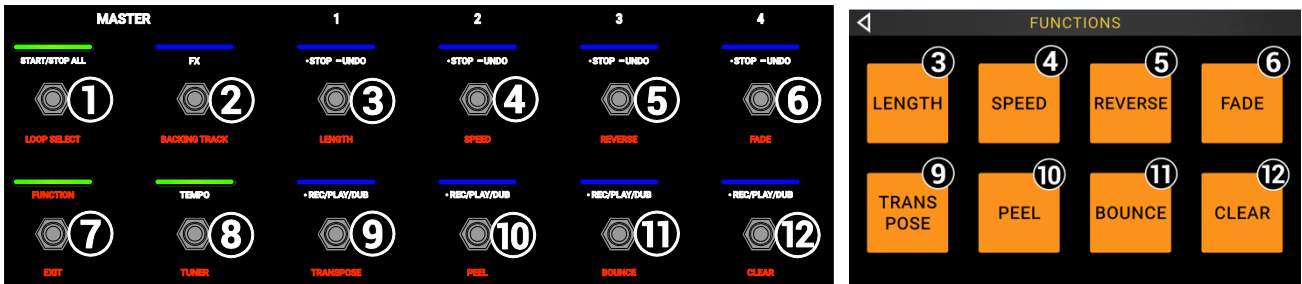 MASTER 1 2 3 4
START/STOP ALL FX •STOP –UNDO •STOP –UNDO •STOP –UNDO •STOP –UNDO
1 2 3 4 5 6
LOOP SELECT BACKING TRACK LENGTH SPEED REVERSE FADE
FUNCTION TEMPO •REC/PLAY/DUB •REC/PLAY/DUB •REC/PLAY/DUB •REC/PLAY/DUB
7 8 9 10 11 12
EXIT TUNER TRANSPOSE PEEL BOUNCE CLEAR
FUNCTIONS
3 4 5 6
LENGTH SPEED REVERSE FADE
9 10 11 12
TRANS
POSE PEEL BOUNCE CLEAR